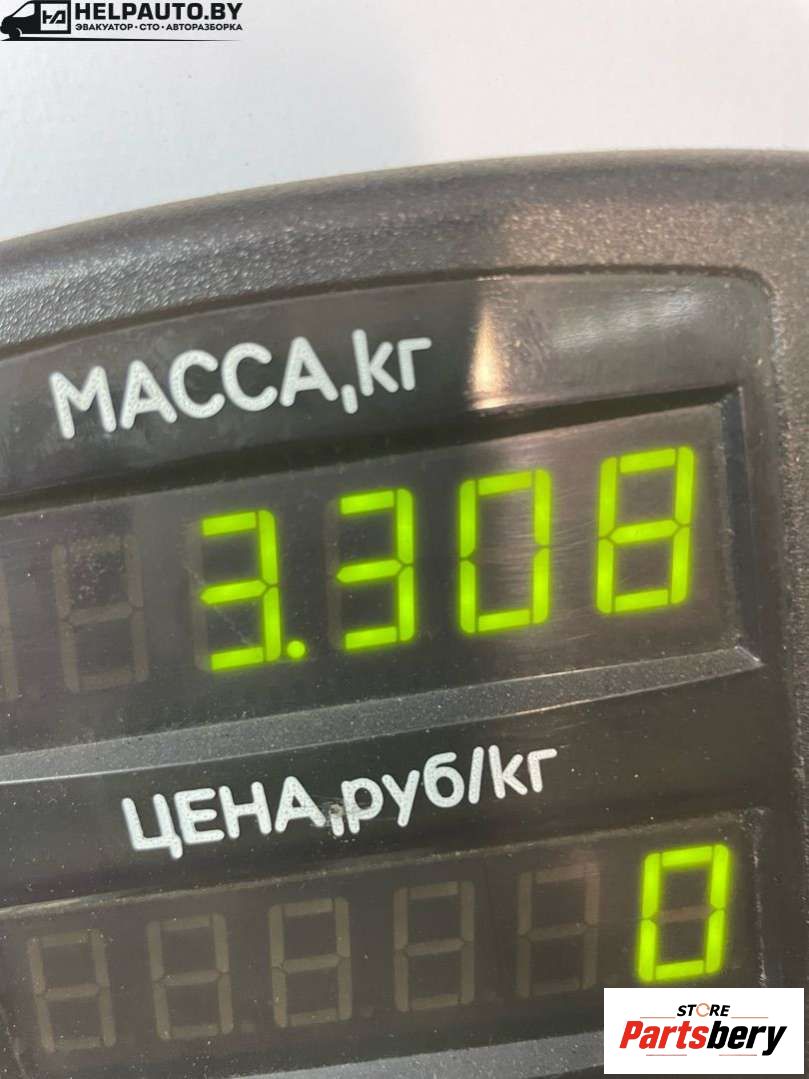 HELPAUTO.BY
ЭВАКУАТОР·СТО·АВТОРАЗБОРКА
МАССА,кг
3.308
ЦЕНА,руб/кг
0
STORE
Partsbery